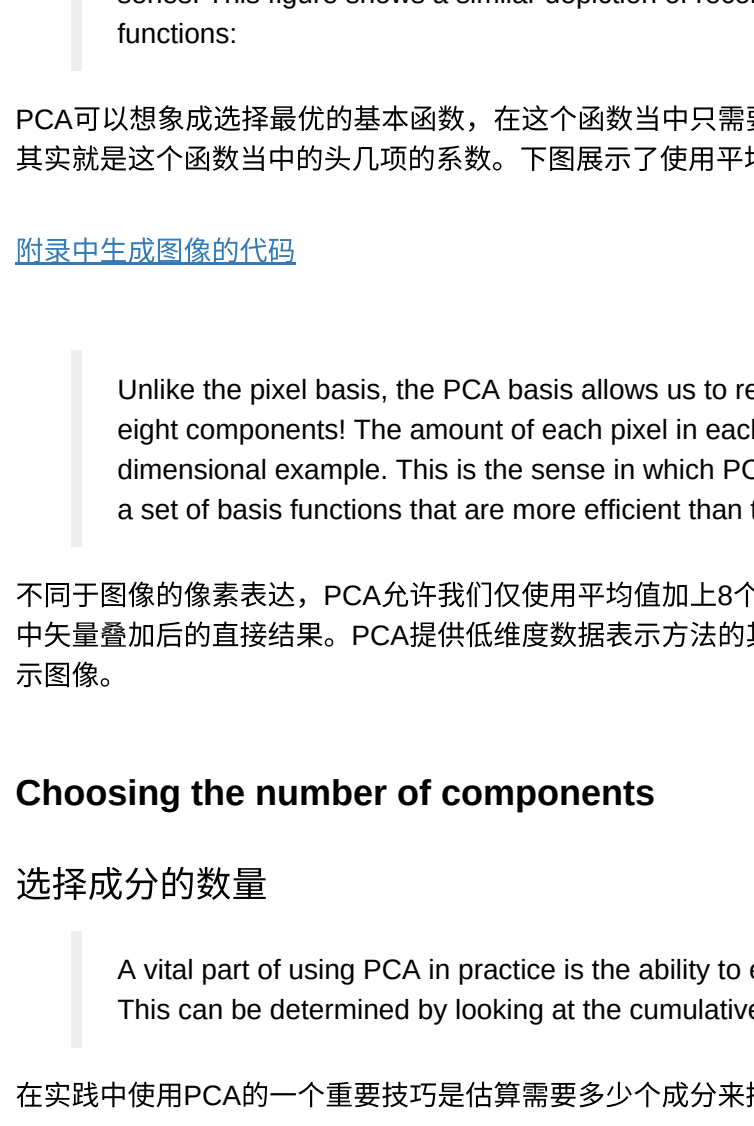 functions:
PCA可以想象成选择最优的基本函数，在这个函数当中只需
其实就是这个函数当中的头几项的系数。下图展示了使用平
附录中生成图像的代码
Unlike the pixel basis, the PCA basis allows us to
eight components! The amount of each pixel in
dimensional example. This is the sense in which
a set of basis functions that are more efficient than
不同于图像的像素表达，PCA允许我们仅使用平均值加上8个
中矢量叠加后的直接结果。PCA提供低维度数据表示方法的
示图像。
Choosing the number of components
选择成分的数量
A vital part of using PCA in practice is the ability to
This can be determined by looking at the cumulative
在实践中使用PCA的一个重要技巧是估算需要多少个成分来